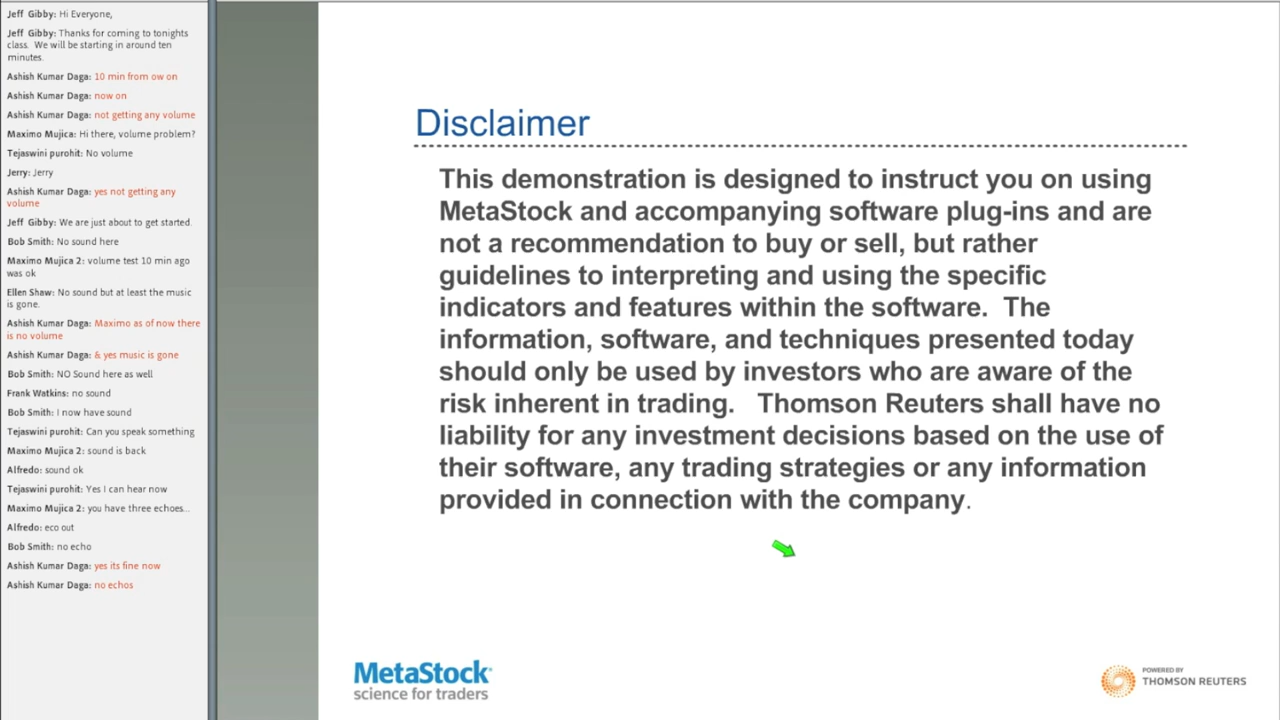 Jeff Gibby: Hi Everyone,
Jeff Gibby: Thanks for coming to tonights
class. We will be starting in around ten
minutes.
Ashish Kumar Daga: 10 min from ow on
Ashish Kumar Daga: now on
Ashish Kumar Daga: not getting any volume
Maximo Mujica: Hi there, volume problem?
Tejaswini purohit: No volume
Jerry: Jerry
Ashish Kumar Daga: yes not getting any
volume
Jeff Gibby: We are just about to get started.
Bob Smith: No sound here
Maximo Mujica 2: volume test 10 min ago
was ok
Ellen Shaw: No sound but at least the music
is gone.
Ashish Kumar Daga: Maximo as of now there
is no volume
Ashish Kumar Daga: & yes music is gone
Bob Smith: NO Sound here as well
Frank Watkins: no sound
Bob Smith: I now have sound
Tejaswini purohit: Can you speak something
Maximo Mujica 2: sound is back
Alfredo: sound ok
Tejaswini purohit: Yes I can hear now
Maximo Mujica 2: you have three echoes...
Alfredo: eco out
Bob Smith: no echo
Ashish Kumar Daga: yes its fine now
Ashish Kumar Daga: no echos
Disclaimer
This demonstration is designed to instruct you on using
MetaStock and accompanying software plug-ins and are
not a recommendation to buy or sell, but rather
guidelines to interpreting and using the specific
indicators and features within the software. The
information, software, and techniques presented today
should only be used by investors who are aware of the
risk inherent in trading. Thomson Reuters shall have no
liability for any investment decisions based on the use of
their software, any trading strategies or any information
provided in connection with the company.
MetaStock
science for traders
POWERED BY
THOMSON REUTERS